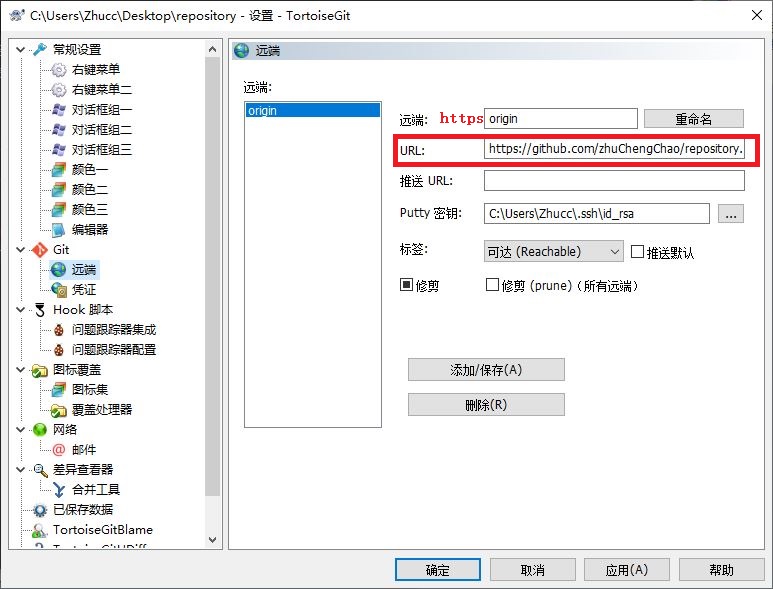 C:\Users\Zhucc\Desktop\repository - 设置 - TortoiseGit
常规设置
右键菜单
右键菜单二
对话框组一
对话框组二
对话框组三
颜色一
颜色二
颜色三
编辑器
Git
远端
凭证
Hook 脚本
问题跟踪器集成
问题跟踪器配置
图标覆盖
图标集
覆盖处理器
网络
邮件
差异查看器
合并工具
已保存数据
TortoiseGitBlame
远端
远端:
origin
远端: https origin 重命名
URL: https://github.com/zhuChengChao/repository.
推送 URL:
Putty 密钥: C:\Users\Zhucc\.ssh\id_rsa ...
标签: 可达 (Reachable) 推送默认
修剪 修剪 (prune)（所有远端）
添加/保存(A)
删除(R)
确定 取消 应用(A) 帮助